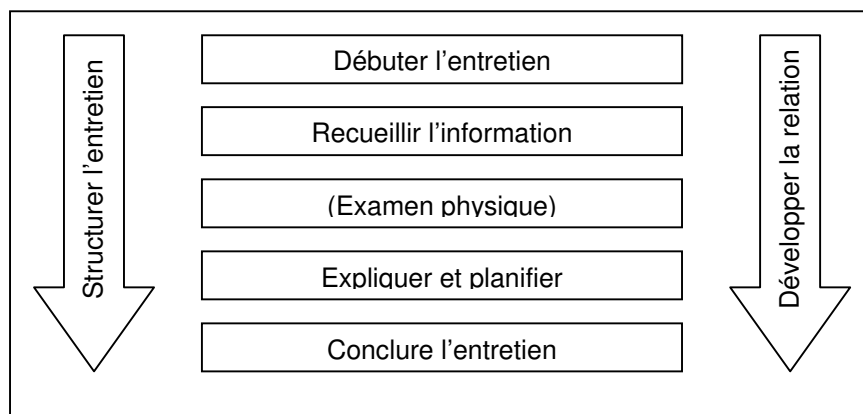 Structurer l’entretien
Débuter l’entretien
Recueillir l’information
(Examen physique)
Expliquer et planifier
Conclure l’entretien
Développer la relation